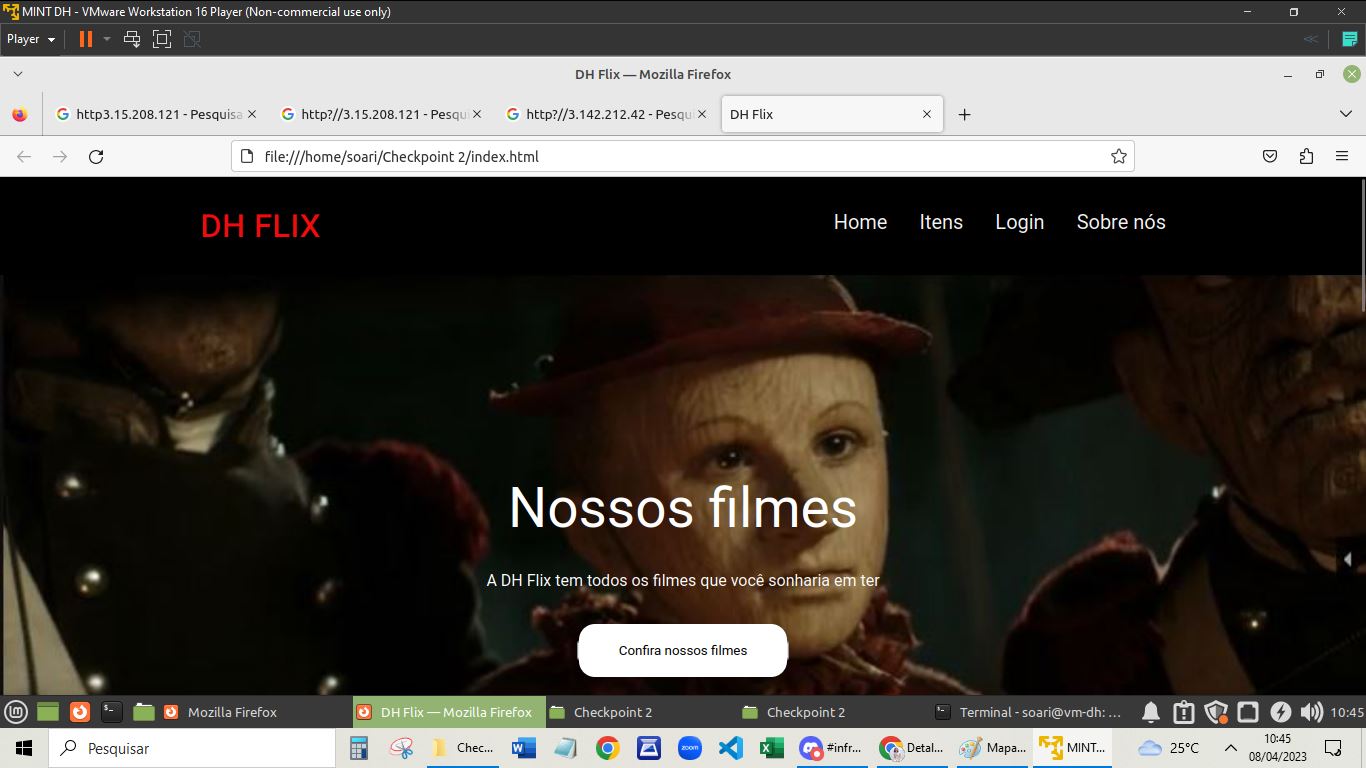 MINT DH - VMware Workstation 16 Player (Non-commercial use only)
Player
DH Flix — Mozilla Firefox
http3.15.208.121 - Pesquisa
http?//3.15.208.121 - Pesqu
http?//3.142.212.42 - Pesqu
DH Flix
file:///home/soari/Checkpoint 2/index.html
DH FLIX
Home
Itens
Login
Sobre nós
Nossos filmes
A DH Flix tem todos os filmes que você sonharia em ter
Confira nossos filmes
Mozilla Firefox
DH Flix — Mozilla Firefox
Checkpoint 2
Checkpoint 2
Terminal - soari@vm-dh: ...
10:45
Pesquisar
Chec...
zoom
#infr...
Detal...
Mapa...
MINT...
25°C
10:45
08/04/2023